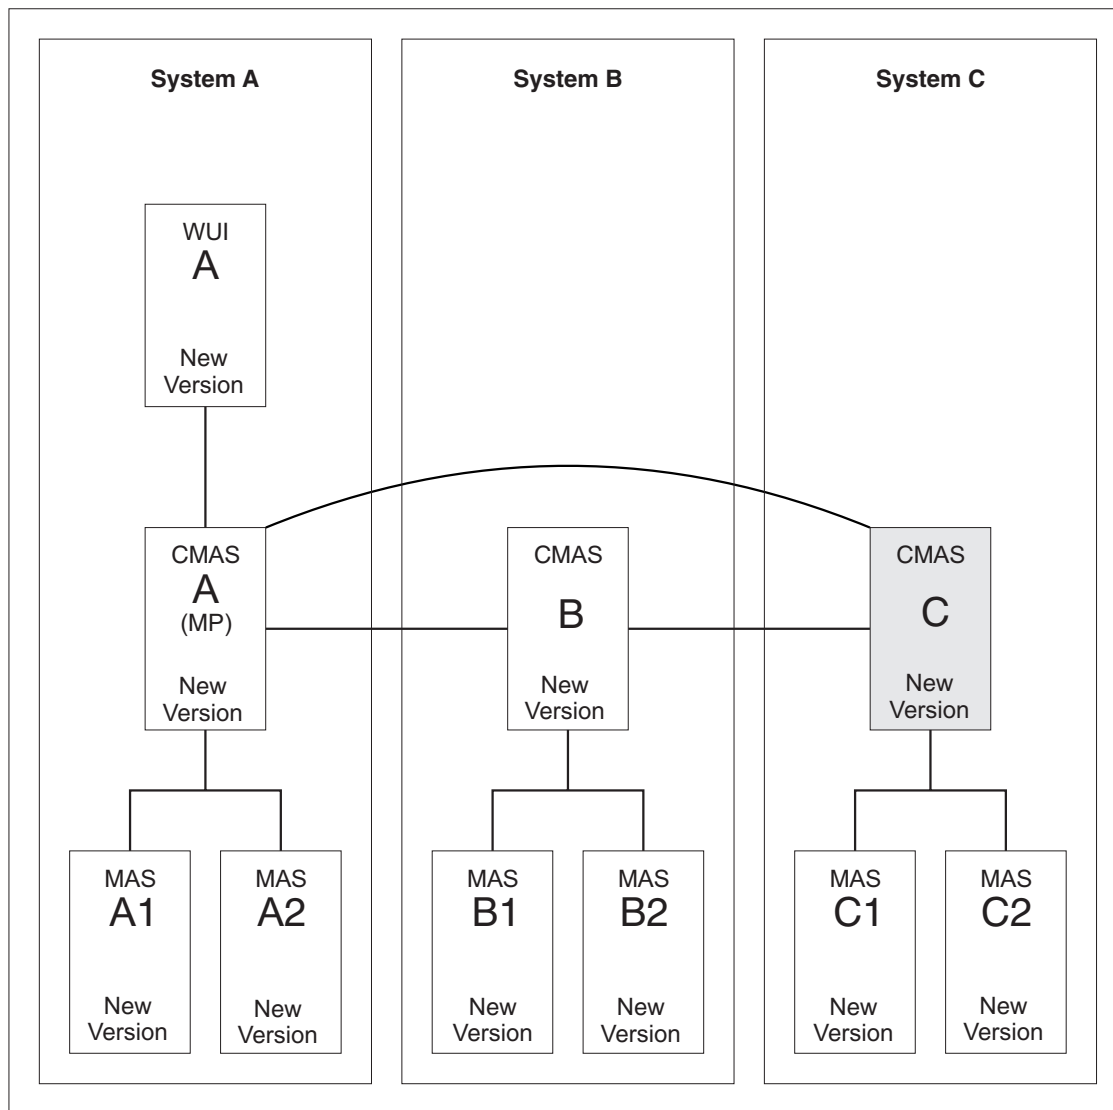 System A
System B
System C
WUI
A
New
Version
CMAS
A
(MP)
New
Version
CMAS
B
New
Version
CMAS
C
New
Version
MAS
A1
New
Version
MAS
A2
New
Version
MAS
B1
New
Version
MAS
B2
New
Version
MAS
C1
New
Version
MAS
C2
New
Version